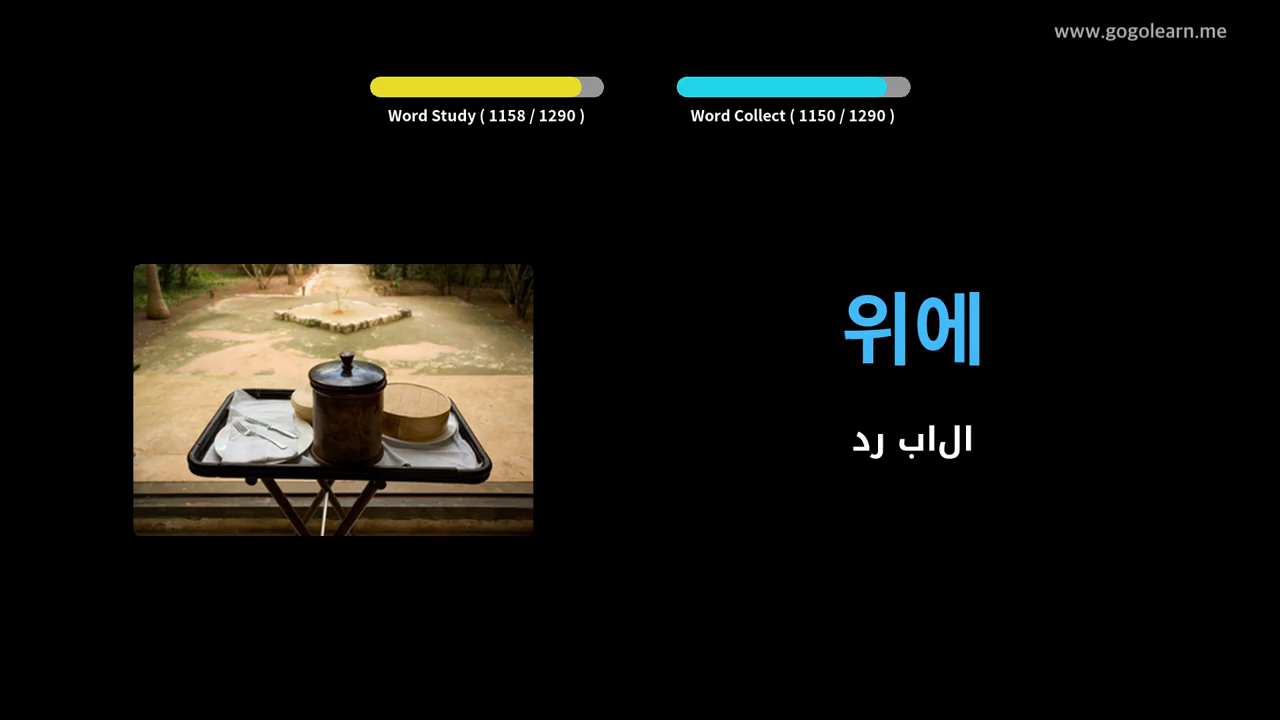 www.gogolearn.me
Word Study ( 1158 / 1290 )
Word Collect ( 1150 / 1290 )
위에
الاب رد